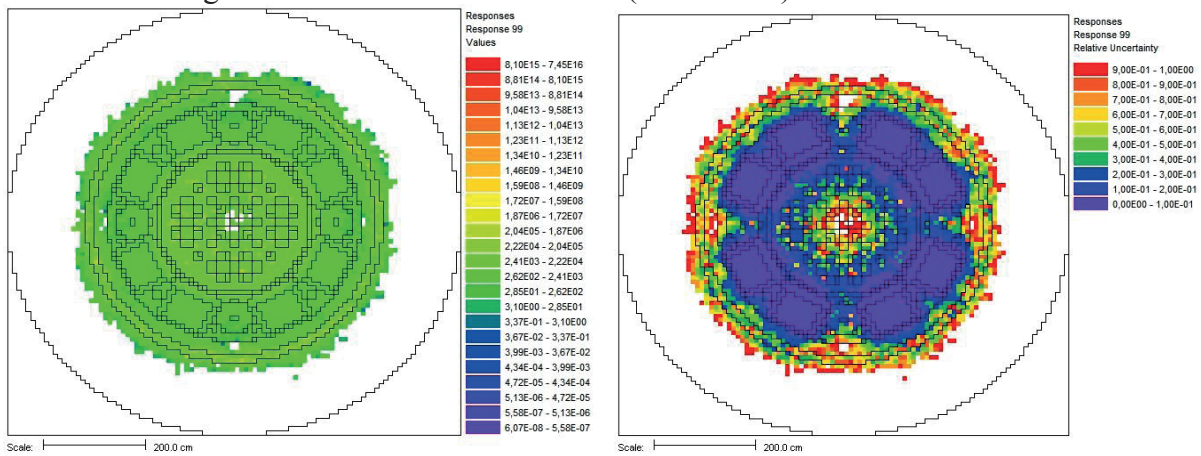 Responses
Response 99
Values
8,10E15 - 7,45E16
8,81E14 - 8,10E15
9,58E13 - 8,81E14
1,04E13 - 9,58E13
1,13E12 - 1,04E13
1,23E11 - 1,13E12
1,34E10 - 1,23E11
1,46E09 - 1,34E10
1,59E08 - 1,46E09
1,72E07 - 1,59E08
1,87E06 - 1,72E07
2,04E05 - 1,87E06
2,22E04 - 2,04E05
2,41E03 - 2,22E04
2,62E02 - 2,41E03
2,85E01 - 2,62E02
3,10E00 - 2,85E01
3,37E-01 - 3,10E00
3,67E-02 - 3,37E-01
3,99E-03 - 3,67E-02
4,34E-04 - 3,99E-03
4,72E-05 - 4,34E-04
5,13E-06 - 4,72E-05
5,58E-07 - 5,13E-06
6,07E-08 - 5,58E-07
Scale: 200.0 cm
Responses
Response 99
Relative Uncertainty
9,00E-01 - 1,00E00
8,00E-01 - 9,00E-01
7,00E-01 - 8,00E-01
6,00E-01 - 7,00E-01
5,00E-01 - 6,00E-01
4,00E-01 - 5,00E-01
3,00E-01 - 4,00E-01
2,00E-01 - 3,00E-01
1,00E-01 - 2,00E-01
0,00E00 - 1,00E-01
Scale: 200.0 cm